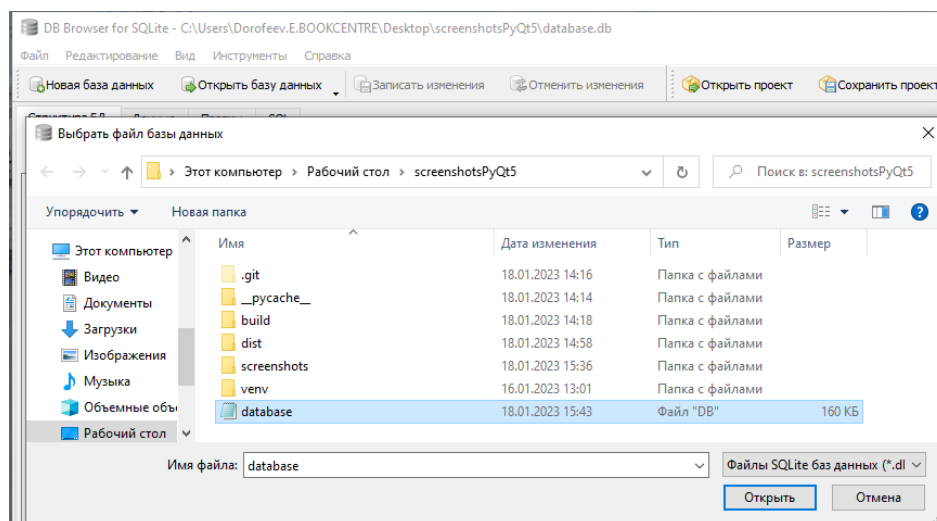 DB Browser for SQLite - C:\Users\Dorofeev.E.BOOKCENTRE\Desktop\screenshotsPyQt5\database.db
Файл Редактирование Вид Инструменты Справка
Новая база данных Открыть базу данных Записать изменения Отменить изменения Открыть проект Сохранить проект
Структура БД Данные SQL
Выбрать файл базы данных
Этот компьютер Рабочий стол screenshotsPyQt5 Поиск в: screenshotsPyQt5
Упорядочить Новая папка
Имя Дата изменения Тип Размер
Этот компьютер
Видео
Документы
Загрузки
Изображения
Музыка
Объемные объ
Рабочий стол
.git 18.01.2023 14:16 Папка с файлами
__pycache__ 18.01.2023 14:14 Папка с файлами
build 18.01.2023 14:18 Папка с файлами
dist 18.01.2023 14:58 Папка с файлами
screenshots 18.01.2023 15:36 Папка с файлами
venv 16.01.2023 13:01 Папка с файлами
database 18.01.2023 15:43 Файл "DB" 160 КБ
Имя файла: database Файлы SQLite баз данных (*.dl
Открыть Отмена